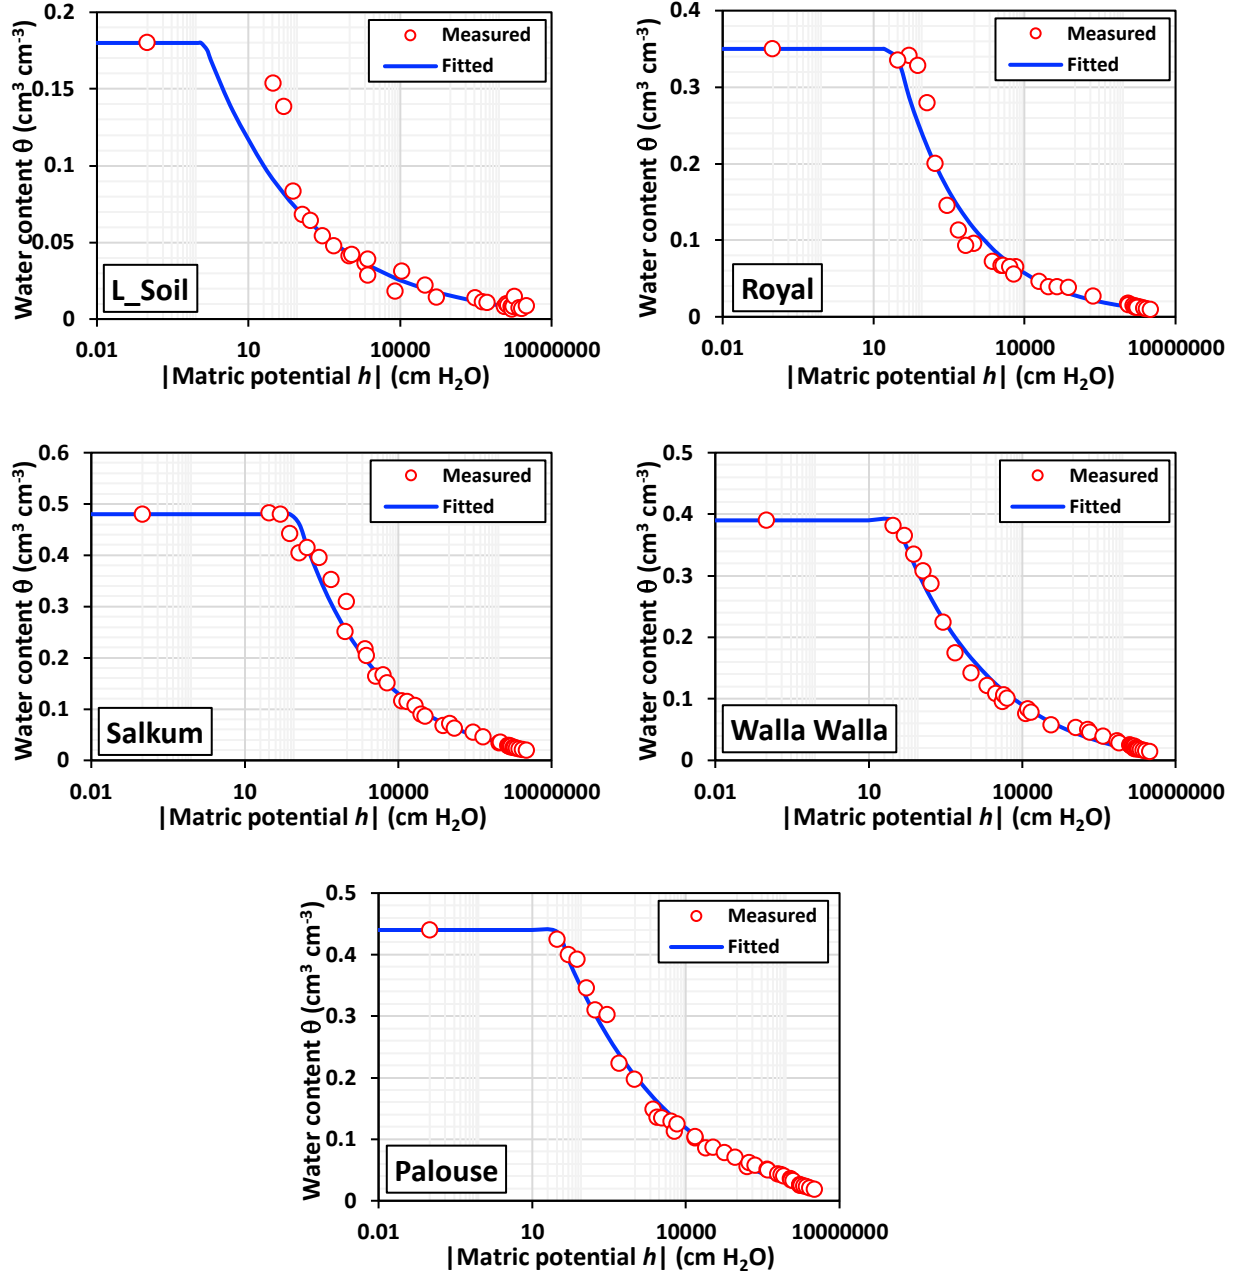 0.2
0.15
0.1
0.05
0
Water content θ (cm³ cm⁻³)
Measured
Fitted
L_Soil
0.01 10 10000 10000000
|Matric potential h| (cm H₂O)
0.4
0.3
0.2
0.1
0
Water content θ (cm³ cm⁻³)
Measured
Fitted
Royal
0.01 10 10000 10000000
|Matric potential h| (cm H₂O)
0.6
0.5
0.4
0.3
0.2
0.1
0
Water content θ (cm³ cm⁻³)
Measured
Fitted
Salkum
0.01 10 10000 10000000
|Matric potential h| (cm H₂O)
0.5
0.4
0.3
0.2
0.1
0
Water content θ (cm³ cm⁻³)
Measured
Fitted
Walla Walla
0.01 10 10000 10000000
|Matric potential h| (cm H₂O)
0.5
0.4
0.3
0.2
0.1
0
Water content θ (cm³ cm⁻³)
Measured
Fitted
Palouse
0.01 10 10000 10000000
|Matric potential h| (cm H₂O)